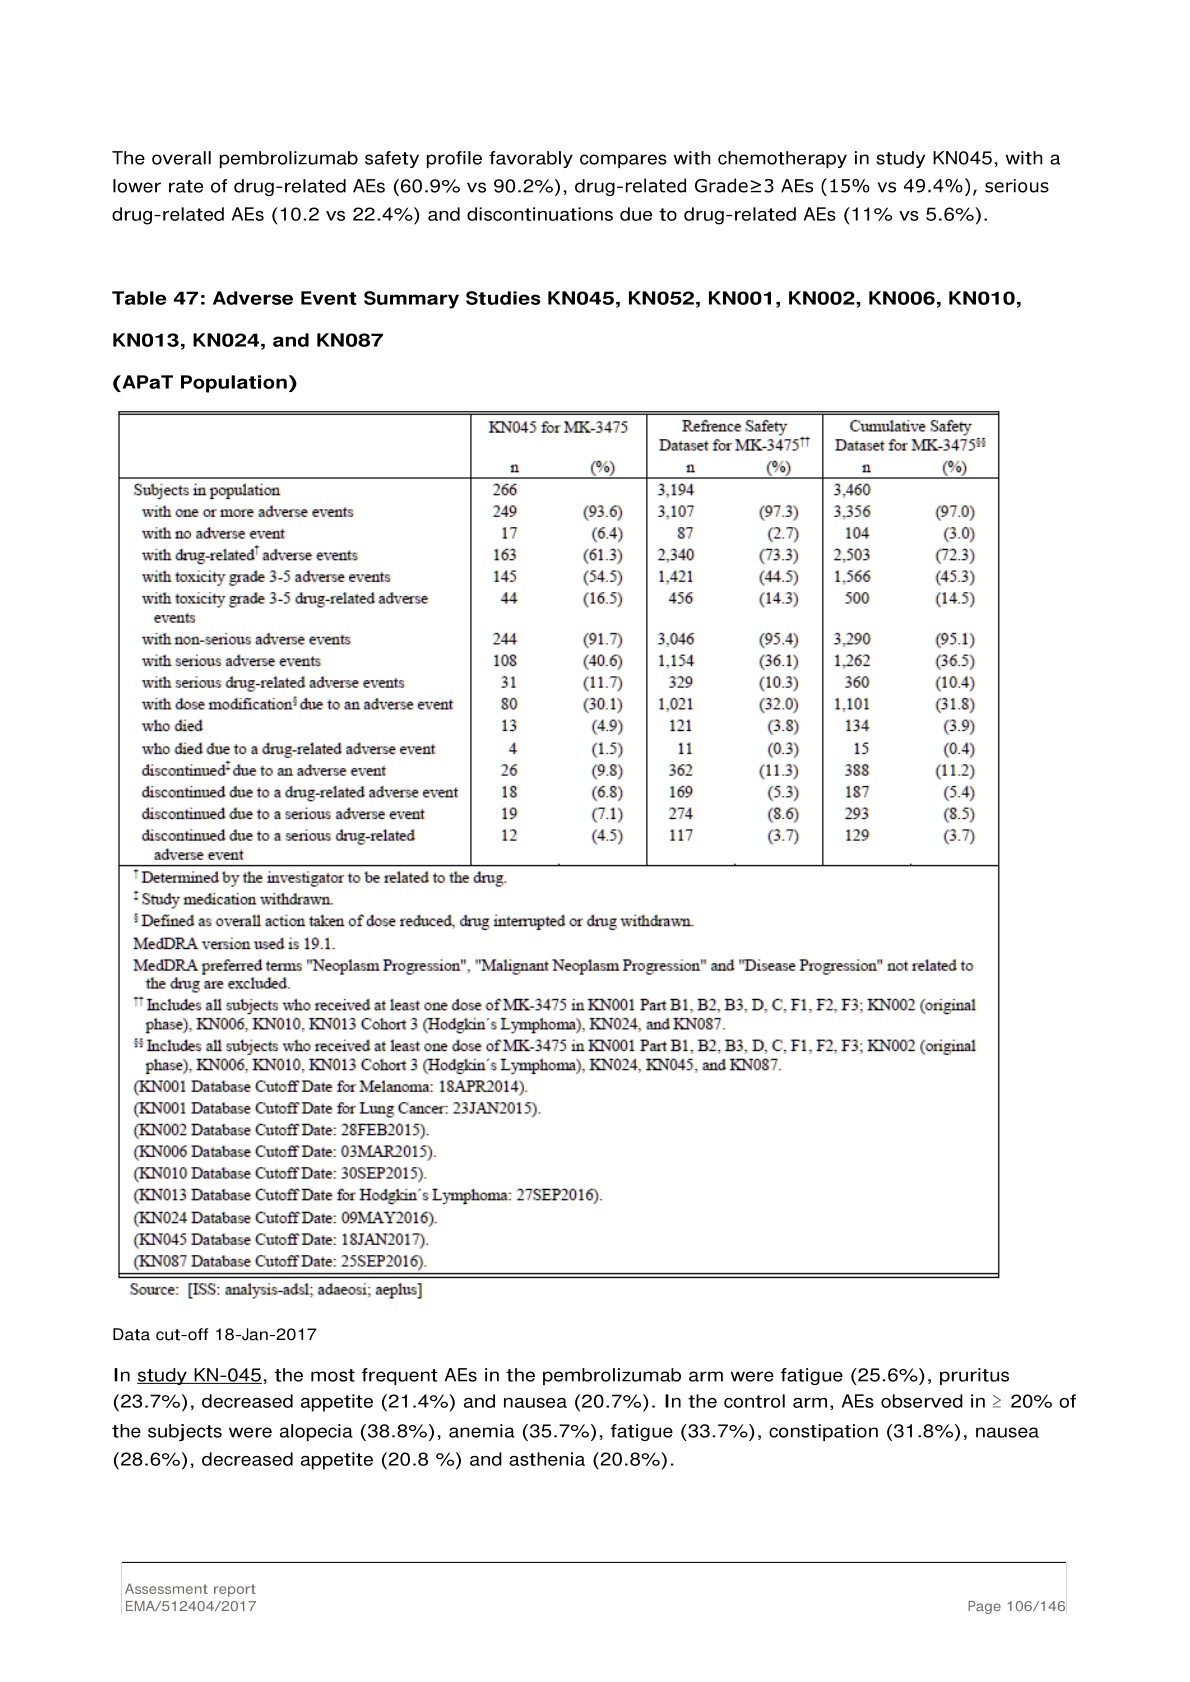 The overall pembrolizumab safety profile favorably compares with chemotherapy in study KN045, with a
lower rate of drug-related AEs (60.9% vs 90.2%), drug-related Grade≥3 AEs (15% vs 49.4%), serious
drug-related AEs (10.2 vs 22.4%) and discontinuations due to drug-related AEs (11% vs 5.6%).
Table 47: Adverse Event Summary Studies KN045, KN052, KN001, KN002, KN006, KN010,
KN013, KN024, and KN087
(APaT Population)
KN045 for MK-3475 Refrence Safety Cumulative Safety
Dataset for MK-3475†† Dataset for MK-3475§§
n (%) n (%) n (%)
Subjects in population 266 3,194 3,460
with one or more adverse events 249 (93.6) 3,107 (97.3) 3,356 (97.0)
with no adverse event 17 (6.4) 87 (2.7) 104 (3.0)
with drug-related† adverse events 163 (61.3) 2,340 (73.3) 2,503 (72.3)
with toxicity grade 3-5 adverse events 145 (54.5) 1,421 (44.5) 1,566 (45.3)
with toxicity grade 3-5 drug-related adverse 44 (16.5) 456 (14.3) 500 (14.5)
events
with non-serious adverse events 244 (91.7) 3,046 (95.4) 3,290 (95.1)
with serious adverse events 108 (40.6) 1,154 (36.1) 1,262 (36.5)
with serious drug-related adverse events 31 (11.7) 329 (10.3) 360 (10.4)
with dose modification§ due to an adverse event 80 (30.1) 1,021 (32.0) 1,101 (31.8)
who died 13 (4.9) 121 (3.8) 134 (3.9)
who died due to a drug-related adverse event 4 (1.5) 11 (0.3) 15 (0.4)
discontinued‡ due to an adverse event 26 (9.8) 362 (11.3) 388 (11.2)
discontinued due to a drug-related adverse event 18 (6.8) 169 (5.3) 187 (5.4)
discontinued due to a serious adverse event 19 (7.1) 274 (8.6) 293 (8.5)
discontinued due to a serious drug-related 12 (4.5) 117 (3.7) 129 (3.7)
adverse event
† Determined by the investigator to be related to the drug.
‡ Study medication withdrawn.
§ Defined as overall action taken of dose reduced, drug interrupted or drug withdrawn.
MedDRA version used is 19.1.
MedDRA preferred terms "Neoplasm Progression", "Malignant Neoplasm Progression" and "Disease Progression" not related to
the drug are excluded.
†† Includes all subjects who received at least one dose of MK-3475 in KN001 Part B1, B2, B3, D, C, F1, F2, F3; KN002 (original
phase), KN006, KN010, KN013 Cohort 3 (Hodgkin´s Lymphoma), KN024, and KN087.
§§ Includes all subjects who received at least one dose of MK-3475 in KN001 Part B1, B2, B3, D, C, F1, F2, F3; KN002 (original
phase), KN006, KN010, KN013 Cohort 3 (Hodgkin´s Lymphoma), KN024, KN045, and KN087.
(KN001 Database Cutoff Date for Melanoma: 18APR2014).
(KN001 Database Cutoff Date for Lung Cancer: 23JAN2015).
(KN002 Database Cutoff Date: 28FEB2015).
(KN006 Database Cutoff Date: 03MAR2015).
(KN010 Database Cutoff Date: 30SEP2015).
(KN013 Database Cutoff Date for Hodgkin´s Lymphoma: 27SEP2016).
(KN024 Database Cutoff Date: 09MAY2016).
(KN045 Database Cutoff Date: 18JAN2017).
(KN087 Database Cutoff Date: 25SEP2016).
Source: [ISS: analysis-adsl; adaeosi; aeplus]
Data cut-off 18-Jan-2017
In study KN-045, the most frequent AEs in the pembrolizumab arm were fatigue (25.6%), pruritus
(23.7%), decreased appetite (21.4%) and nausea (20.7%). In the control arm, AEs observed in ≥ 20% of
the subjects were alopecia (38.8%), anemia (35.7%), fatigue (33.7%), constipation (31.8%), nausea
(28.6%), decreased appetite (20.8 %) and asthenia (20.8%).
Assessment report
EMA/512404/2017 Page 106/146